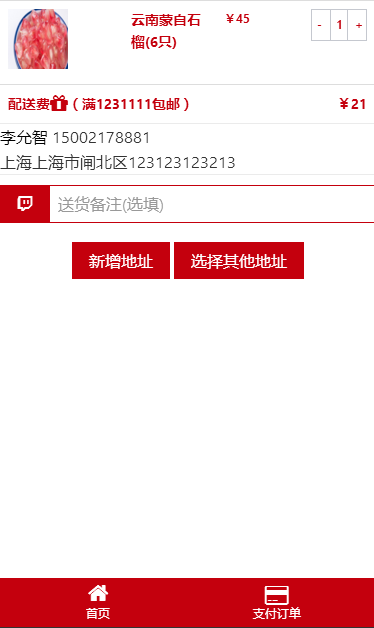 云南蒙自石 ￥45 - 1 +
榴(6只)
配送费 ( 满1231111包邮 ) ￥21
李允智 15002178881
上海上海市闸北区123123123213
送货备注(选填)
新增地址 选择其他地址
首页 支付订单